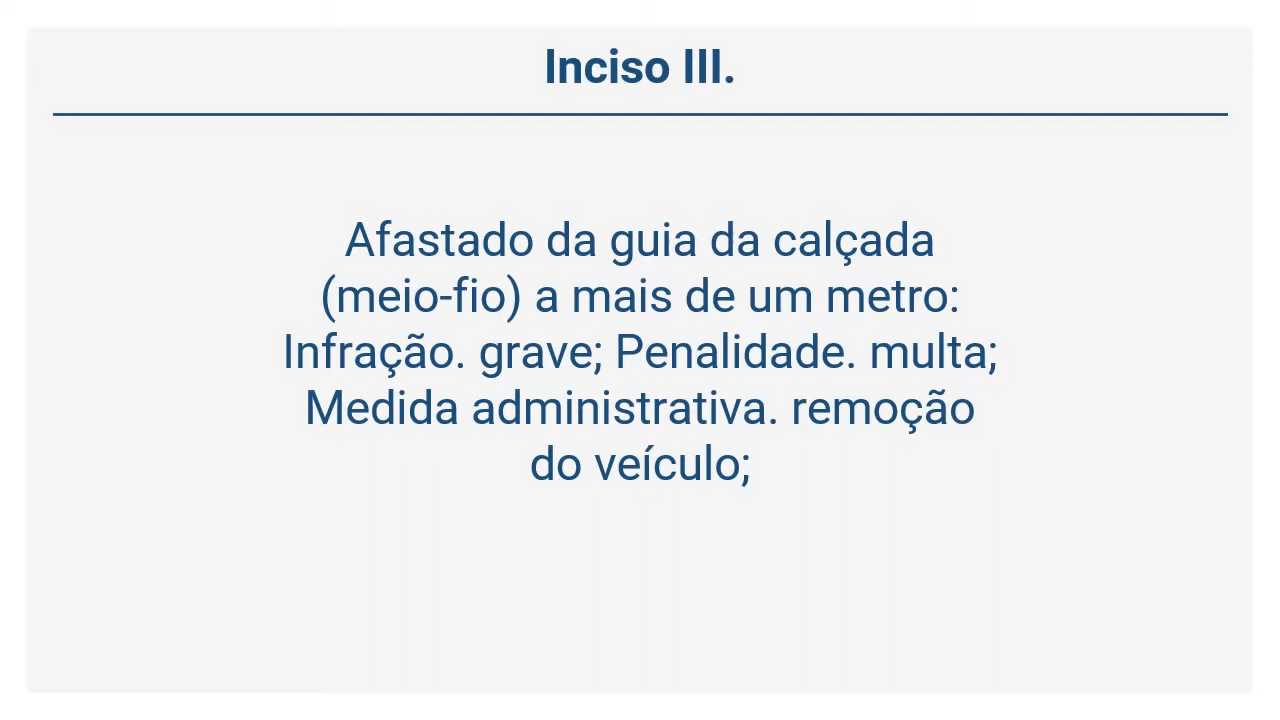 Inciso III.
Afastado da guia da calçada
(meio-fio) a mais de um metro:
Infração. grave; Penalidade. multa;
Medida administrativa. remoção
do veículo;